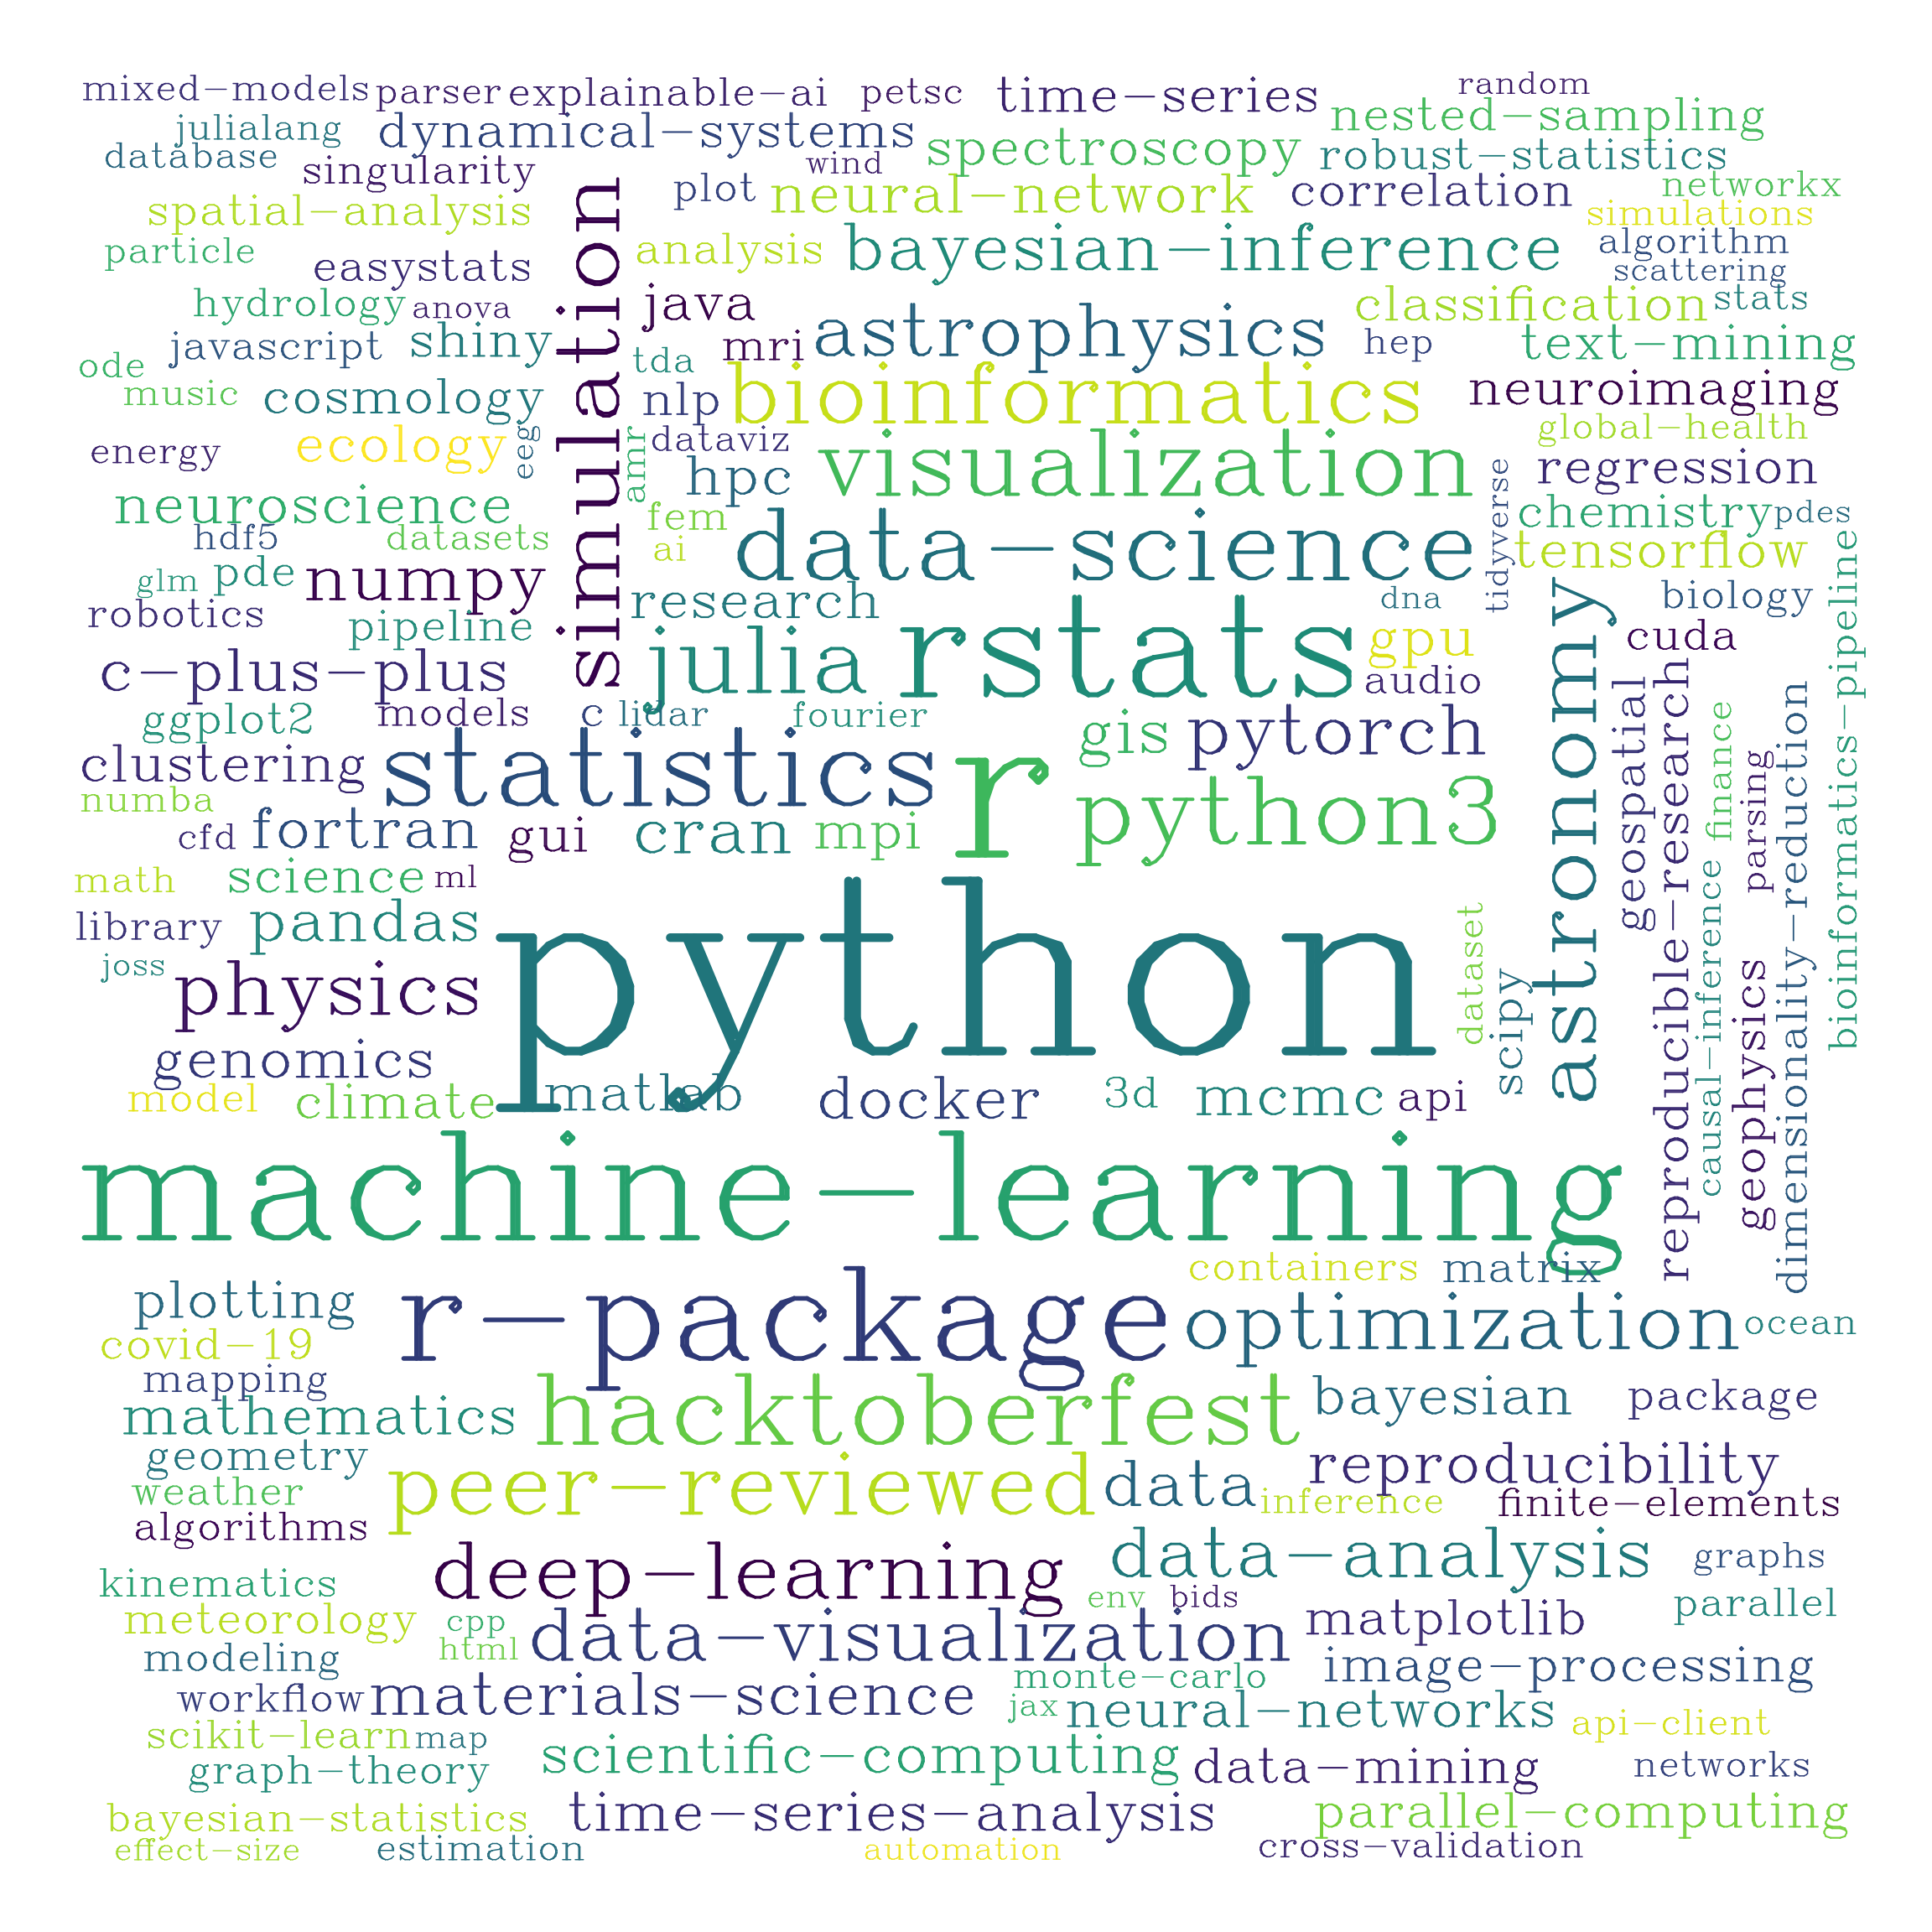 mixed-models
parser
explainable-ai
petsc
time-series
random
julialang
dynamical-systems
spectroscopy
nested-sampling
database
singularity
wind
robust-statistics
plot
neural-network
correlation
networkx
spatial-analysis
simulations
particle
easystats
simulation
analysis
bayesian-inference
algorithm
scattering
hydrology
anova
java
classification
stats
javascript
shiny
mri
astrophysics
hep
text-mining
ode
tda
music
cosmology
nlp
bioinformatics
neuroimaging
energy
ecology
eeg
amr
dataviz
global-health
hpc
visualization
tidyverse
regression
neuroscience
fem
chemistry
pdes
hdf5
datasets
ai
data-science
tensorflow
glm
pde
numpy
research
dna
biology
bioinformatics-pipeline
robotics
pipeline
julia
rstats
gpu
astronomy
cuda
c-plus-plus
audio
geospatial
reproducible-research
ggplot2
models
c
lidar
fourier
gis
pytorch
finance
parsing
dimensionality-reduction
clustering
statistics
r
python3
numba
cfd
fortran
gui
cran
mpi
math
science
ml
causal-inference
library
pandas
python
dataset
joss
physics
scipy
geophysics
genomics
model
climate
matlab
docker
3d
mcmc
api
machine-learning
containers
matrix
plotting
r-package
optimization
ocean
covid-19
mapping
hacktoberfest
bayesian
package
mathematics
geometry
peer-reviewed
data
reproducibility
weather
inference
finite-elements
algorithms
deep-learning
data-analysis
graphs
kinematics
env
bids
parallel
meteorology
cpp
html
data-visualization
matplotlib
modeling
monte-carlo
image-processing
workflow
materials-science
jax
neural-networks
api-client
scikit-learn
map
graph-theory
scientific-computing
data-mining
networks
bayesian-statistics
time-series-analysis
parallel-computing
effect-size
estimation
automation
cross-validation